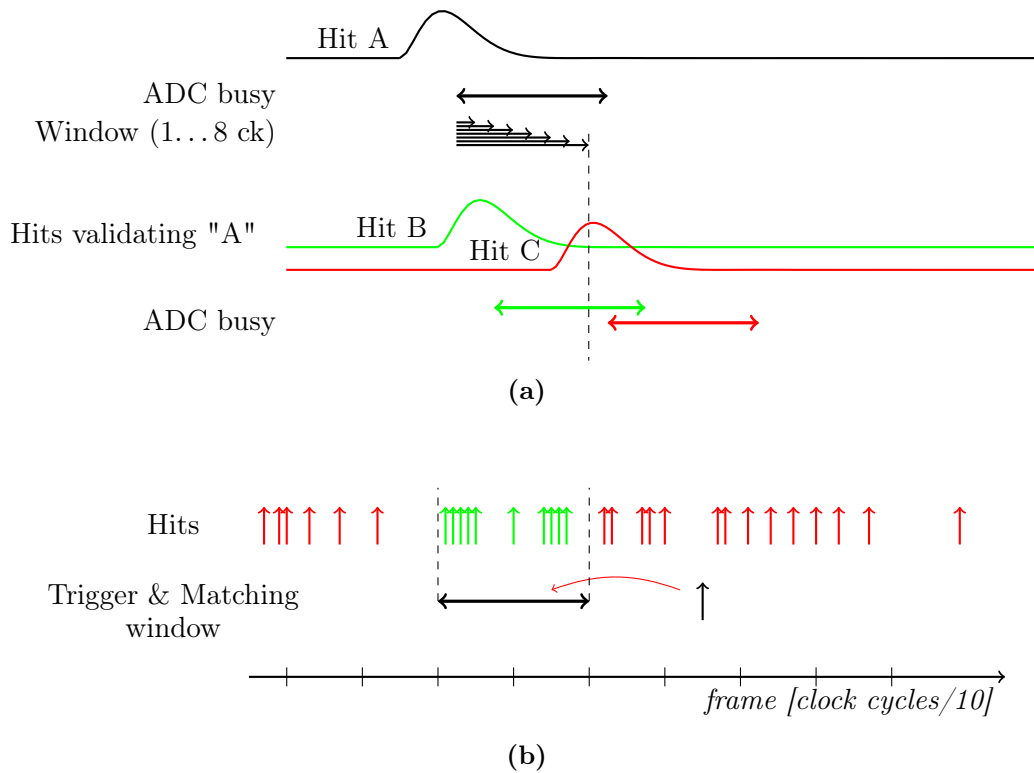 Hit A
ADC busy
Window (1...8 ck)
Hits validating "A"
Hit B
Hit C
ADC busy
(a)
Hits
Trigger & Matching
window
frame [clock cycles/10]
(b)